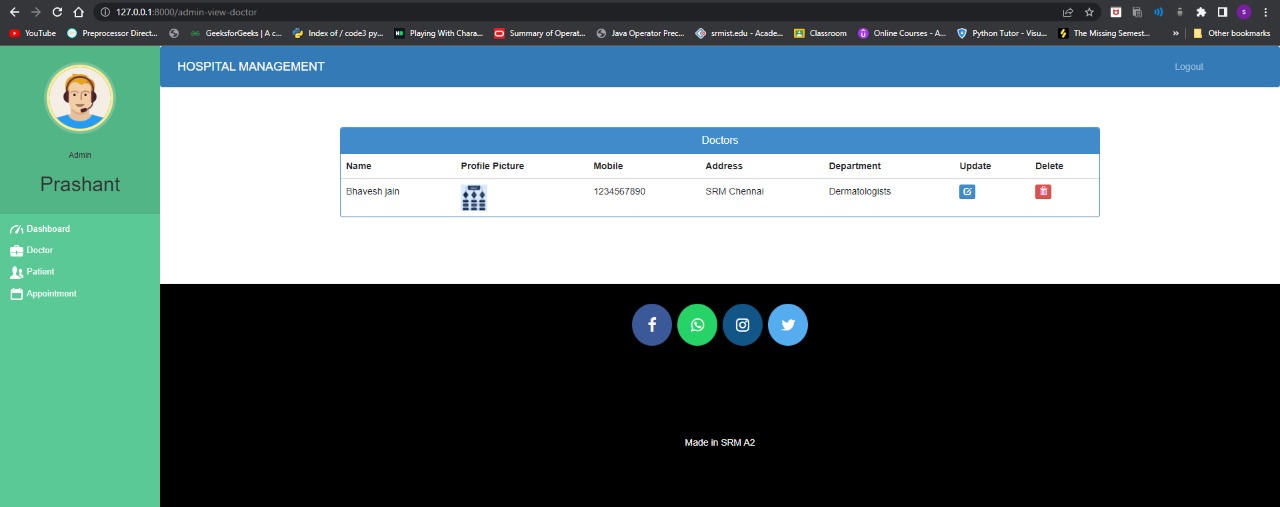 127.0.0.1:8000/admin-view-doctor
YouTube Preprocessor Direct... GeeksforGeeks | A c... Index of / code3 py... Playing With Chara... Summary of Operat... Java Operator Prec... srmist.edu - Acade... Classroom Online Courses - A... Python Tutor - Visu... The Missing Semest... » Other bookmarks
HOSPITAL MANAGEMENT Logout
Admin
Prashant
Dashboard
Doctor
Patient
Appointment
Doctors
Name Profile Picture Mobile Address Department Update Delete
Bhavesh jain 1234567890 SRM Chennai Dermatologists
Made in SRM A2